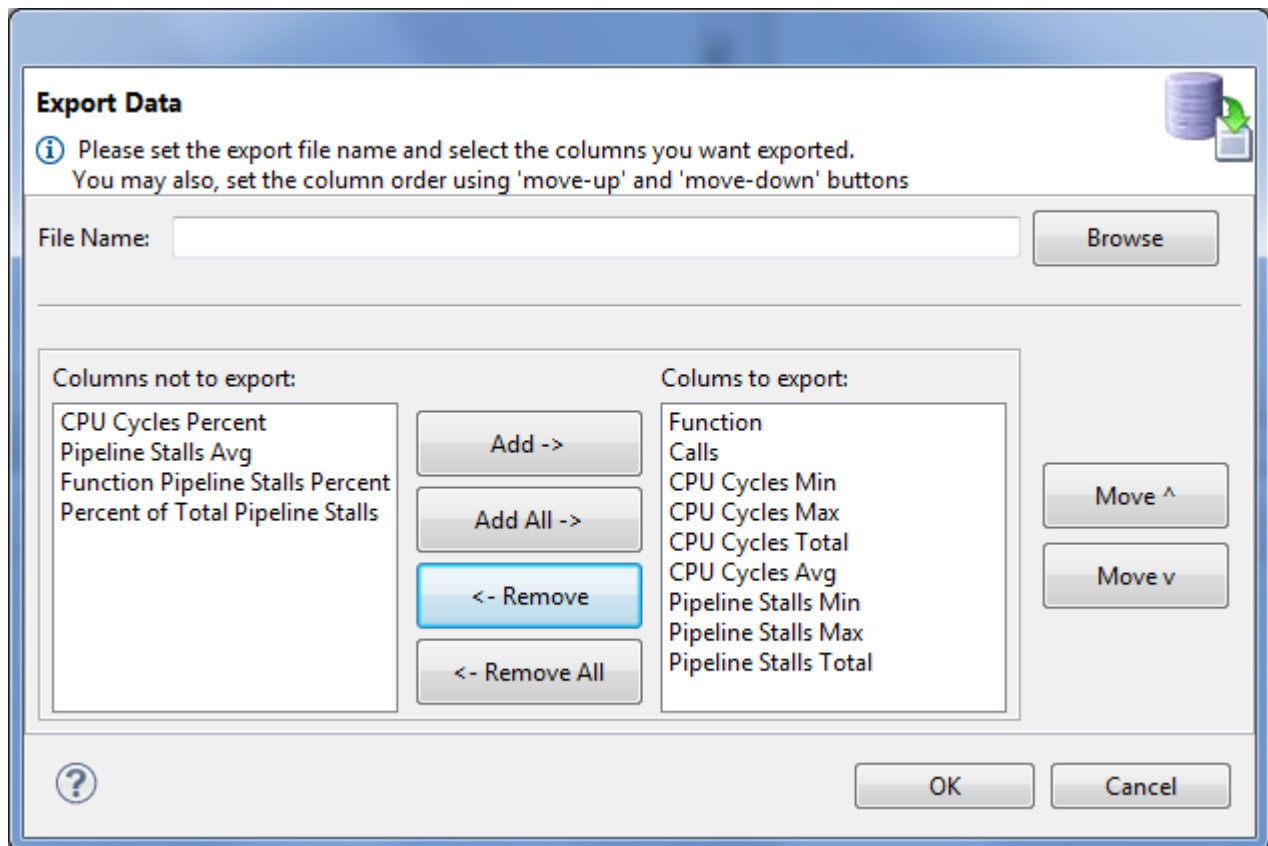 Export Data
Please set the export file name and select the columns you want exported.
You may also, set the column order using 'move-up' and 'move-down' buttons
File Name:
Browse
Columns not to export:
CPU Cycles Percent
Pipeline Stalls Avg
Function Pipeline Stalls Percent
Percent of Total Pipeline Stalls
Add ->
Add All ->
<- Remove
<- Remove All
Colums to export:
Function
Calls
CPU Cycles Min
CPU Cycles Max
CPU Cycles Total
CPU Cycles Avg
Pipeline Stalls Min
Pipeline Stalls Max
Pipeline Stalls Total
Move ^
Move v
?
OK
Cancel